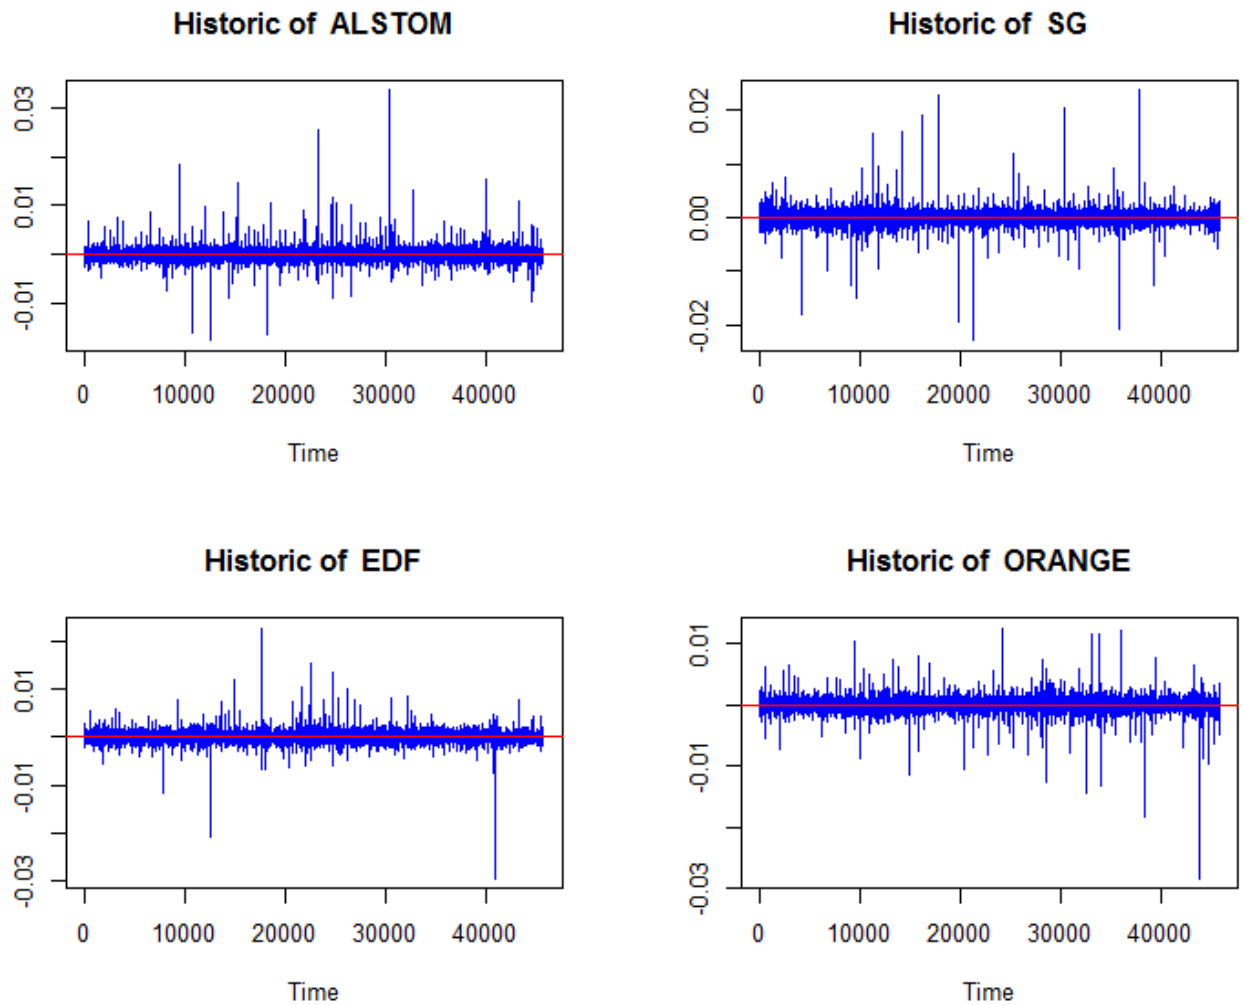 Historic of ALSTOM
0.03
0.01
-0.01
0 10000 20000 30000 40000
Time
Historic of SG
0.02
0.00
-0.02
0 10000 20000 30000 40000
Time
Historic of EDF
0.01
-0.01
-0.03
0 10000 20000 30000 40000
Time
Historic of ORANGE
0.01
-0.01
-0.03
0 10000 20000 30000 40000
Time